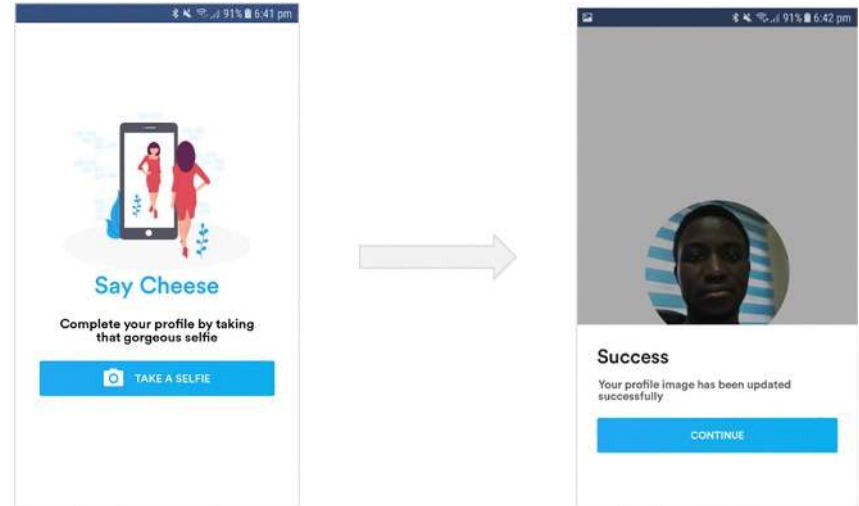 91% 6:41 pm
Say Cheese
Complete your profile by taking
that gorgeous selfie
TAKE A SELFIE
91% 6:42 pm
Success
Your profile image has been updated
successfully
CONTINUE